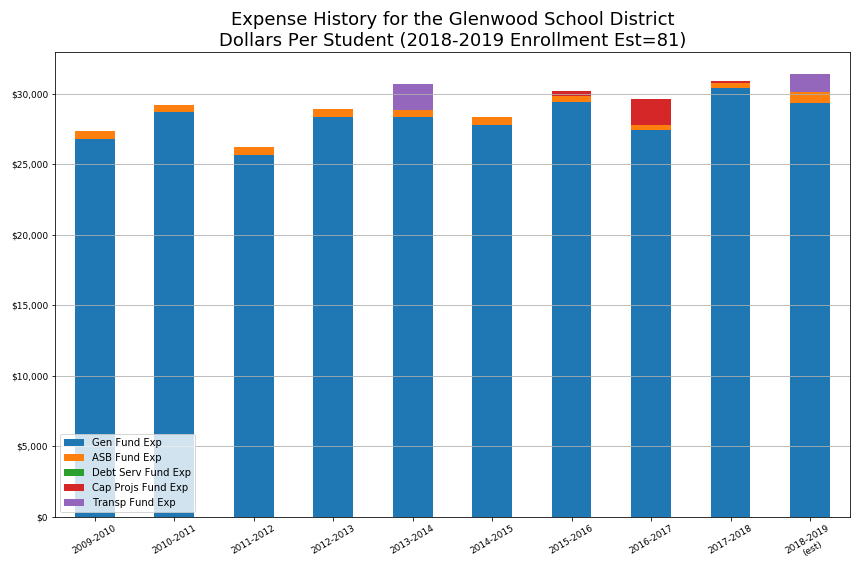 Expense History for the Glenwood School District
Dollars Per Student (2018-2019 Enrollment Est=81)
$30,000
$25,000
$20,000
$15,000
$10,000
$5,000
$0
Gen Fund Exp
ASB Fund Exp
Debt Serv Fund Exp
Cap Projs Fund Exp
Transp Fund Exp
2009-2010
2010-2011
2011-2012
2012-2013
2013-2014
2014-2015
2015-2016
2016-2017
2017-2018
2018-2019
(est)